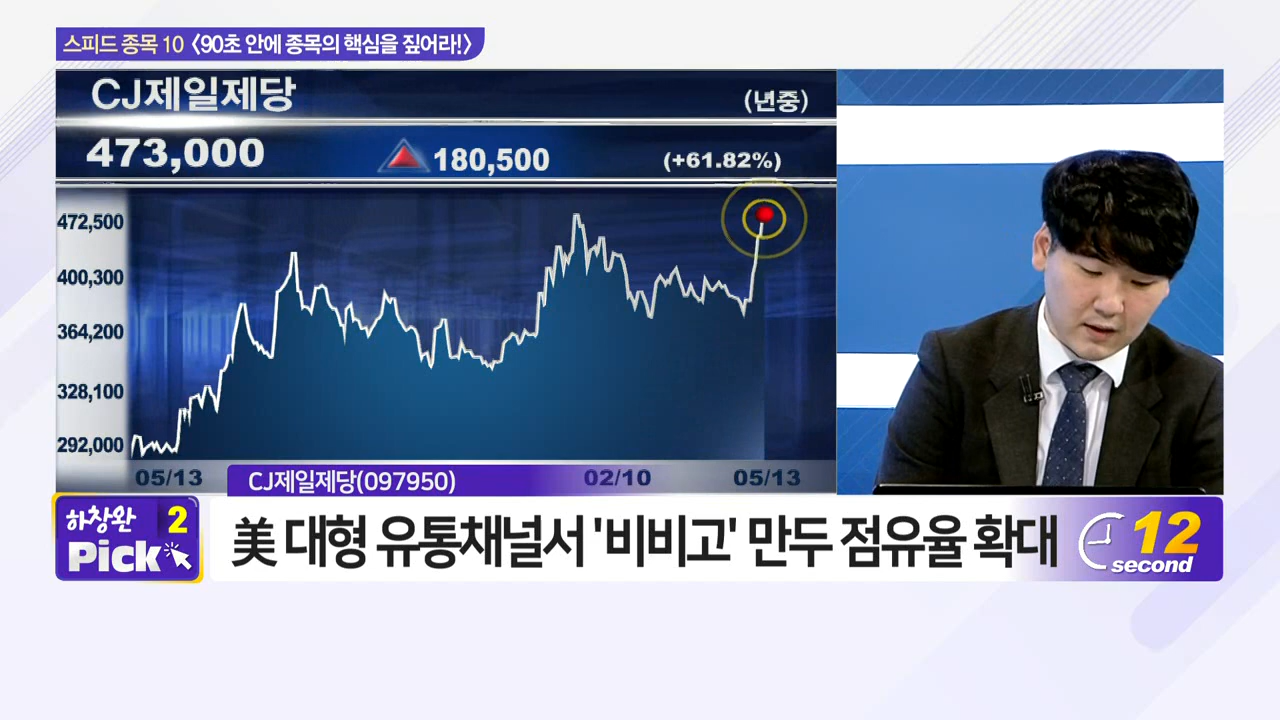 스피드 종목 10 〈90초 안에 종목의 핵심을 짚어라!〉
CJ제일제당 (년중)
473,000 180,500 (+61.82%)
472,500
400,300
364,200
328,100
292,000
05/13 02/10 05/13
CJ제일제당(097950)
하창완 2
Pick
美 대형 유통채널서 '비비고' 만두 점유율 확대
12
second